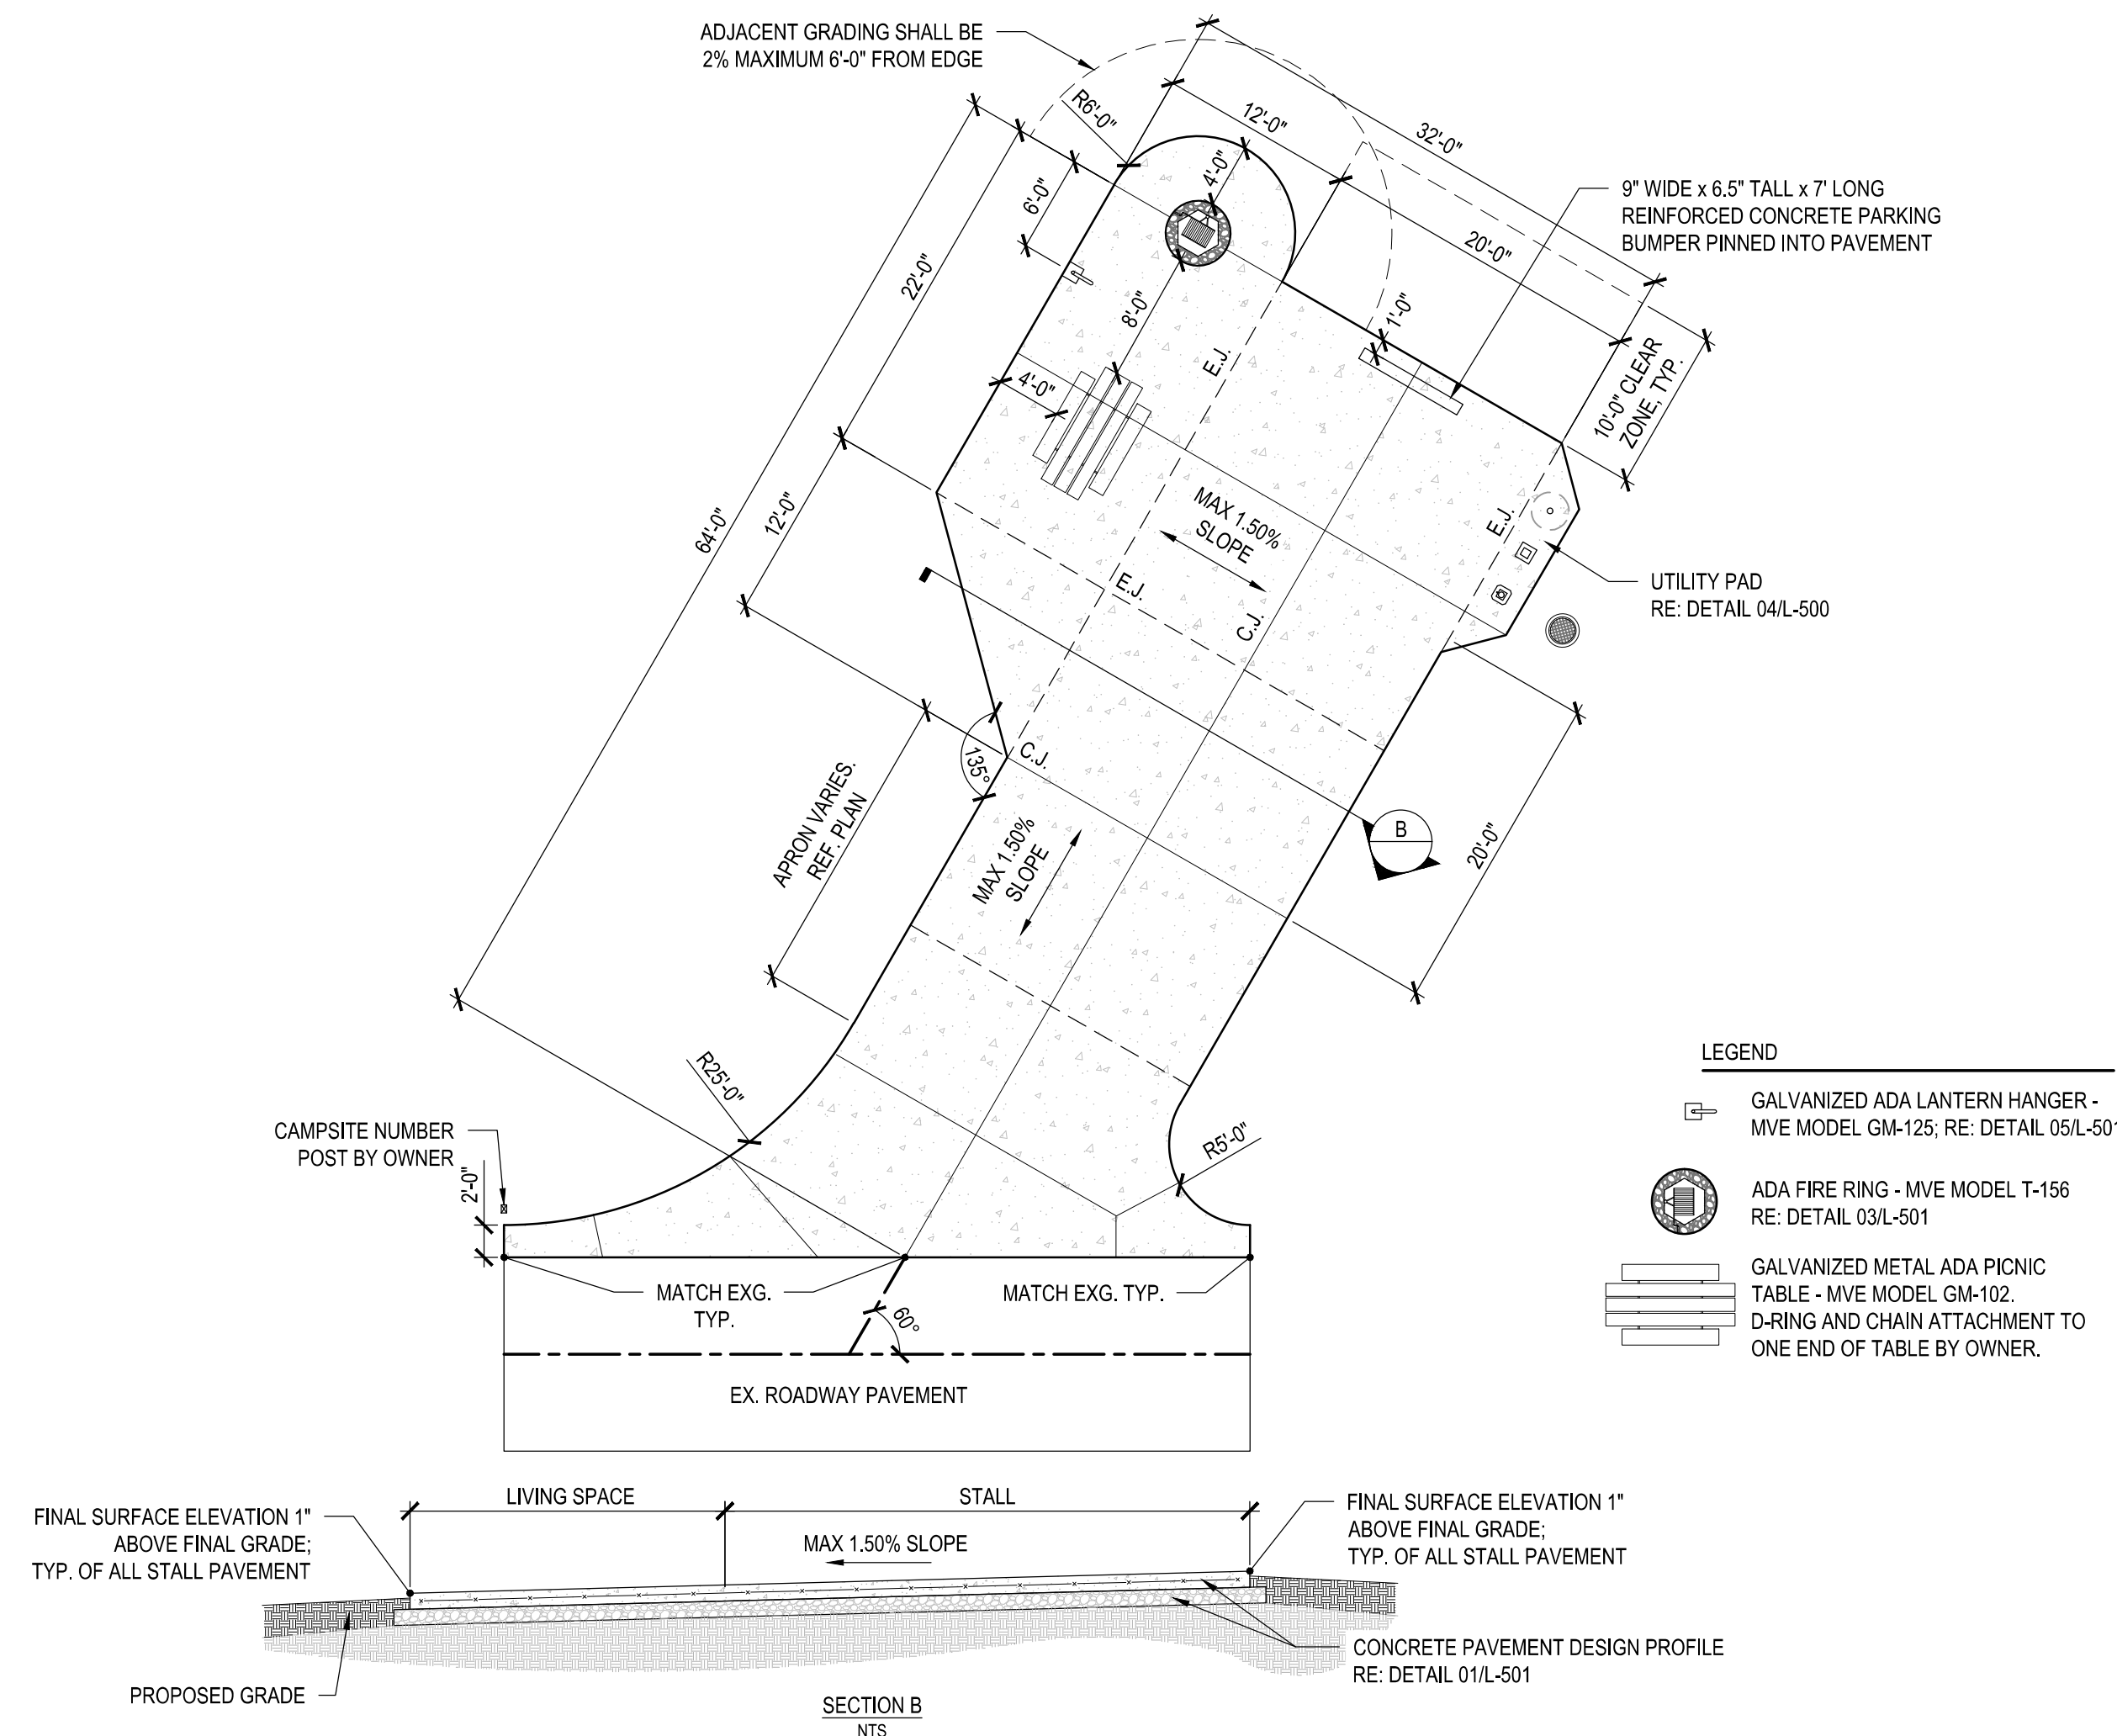 ADJACENT GRADING SHALL BE
2% MAXIMUM 6'-0" FROM EDGE
R6'-0"
12'-0"
32'-0"
4'-0"
6'-0"
20'-0"
9" WIDE x 6.5" TALL x 7' LONG
REINFORCED CONCRETE PARKING
BUMPER PINNED INTO PAVEMENT
22'-0"
8'-0"
1'-0"
E.J.
4'-0"
10'-0" CLEAR
ZONE, TYP.
64'-0"
12'-0"
MAX 1.50%
SLOPE
E.J.
E.J.
C.J.
UTILITY PAD
RE: DETAIL 04/L-500
135°
C.J.
APRON VARIES.
REF. PLAN
MAX 1.50%
SLOPE
B
20'-0"
R25'-0"
R5'-0"
CAMPSITE NUMBER
POST BY OWNER
2'-0"
MATCH EXG.
TYP.
MATCH EXG. TYP.
60°
EX. ROADWAY PAVEMENT
LEGEND
GALVANIZED ADA LANTERN HANGER -
MVE MODEL GM-125; RE: DETAIL 05/L-501
ADA FIRE RING - MVE MODEL T-156
RE: DETAIL 03/L-501
GALVANIZED METAL ADA PICNIC
TABLE - MVE MODEL GM-102.
D-RING AND CHAIN ATTACHMENT TO
ONE END OF TABLE BY OWNER.
LIVING SPACE
STALL
FINAL SURFACE ELEVATION 1"
ABOVE FINAL GRADE;
TYP. OF ALL STALL PAVEMENT
MAX 1.50% SLOPE
FINAL SURFACE ELEVATION 1"
ABOVE FINAL GRADE;
TYP. OF ALL STALL PAVEMENT
PROPOSED GRADE
CONCRETE PAVEMENT DESIGN PROFILE
RE: DETAIL 01/L-501
SECTION B
NTS